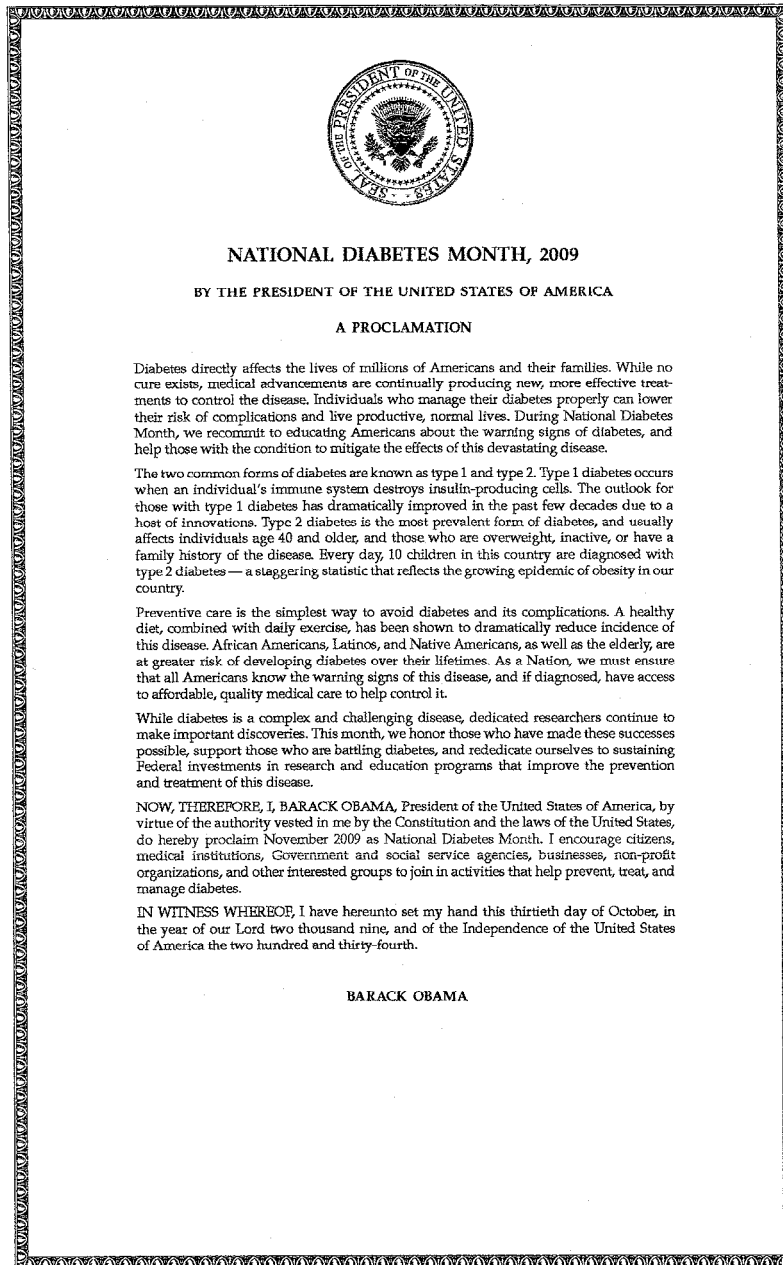 SEAL OF THE PRESIDENT OF THE UNITED STATES
NATIONAL DIABETES MONTH, 2009
BY THE PRESIDENT OF THE UNITED STATES OF AMERICA
A PROCLAMATION
Diabetes directly affects the lives of millions of Americans and their families. While no
cure exists, medical advancements are continually producing new, more effective treat-
ments to control the disease. Individuals who manage their diabetes properly can lower
their risk of complications and live productive, normal lives. During National Diabetes
Month, we recommit to educating Americans about the warning signs of diabetes, and
help those with the condition to mitigate the effects of this devastating disease.
The two common forms of diabetes are known as type 1 and type 2. Type 1 diabetes occurs
when an individual's immune system destroys insulin-producing cells. The outlook for
those with type 1 diabetes has dramatically improved in the past few decades due to a
host of innovations. Type 2 diabetes is the most prevalent form of diabetes, and usually
affects individuals age 40 and older, and those who are overweight, inactive, or have a
family history of the disease. Every day, 10 children in this country are diagnosed with
type 2 diabetes — a staggering statistic that reflects the growing epidemic of obesity in our
country.
Preventive care is the simplest way to avoid diabetes and its complications. A healthy
diet, combined with daily exercise, has been shown to dramatically reduce incidence of
this disease. African Americans, Latinos, and Native Americans, as well as the elderly, are
at greater risk of developing diabetes over their lifetimes. As a Nation, we must ensure
that all Americans know the warning signs of this disease, and if diagnosed, have access
to affordable, quality medical care to help control it.
While diabetes is a complex and challenging disease, dedicated researchers continue to
make important discoveries. This month, we honor those who have made these successes
possible, support those who are battling diabetes, and rededicate ourselves to sustaining
Federal investments in research and education programs that improve the prevention
and treatment of this disease.
NOW, THEREFORE, I, BARACK OBAMA, President of the United States of America, by
virtue of the authority vested in me by the Constitution and the laws of the United States,
do hereby proclaim November 2009 as National Diabetes Month. I encourage citizens,
medical institutions, Government and social service agencies, businesses, non-profit
organizations, and other interested groups to join in activities that help prevent, treat, and
manage diabetes.
IN WITNESS WHEREOF, I have hereunto set my hand this thirtieth day of October, in
the year of our Lord two thousand nine, and of the Independence of the United States
of America the two hundred and thirty-fourth.
BARACK OBAMA